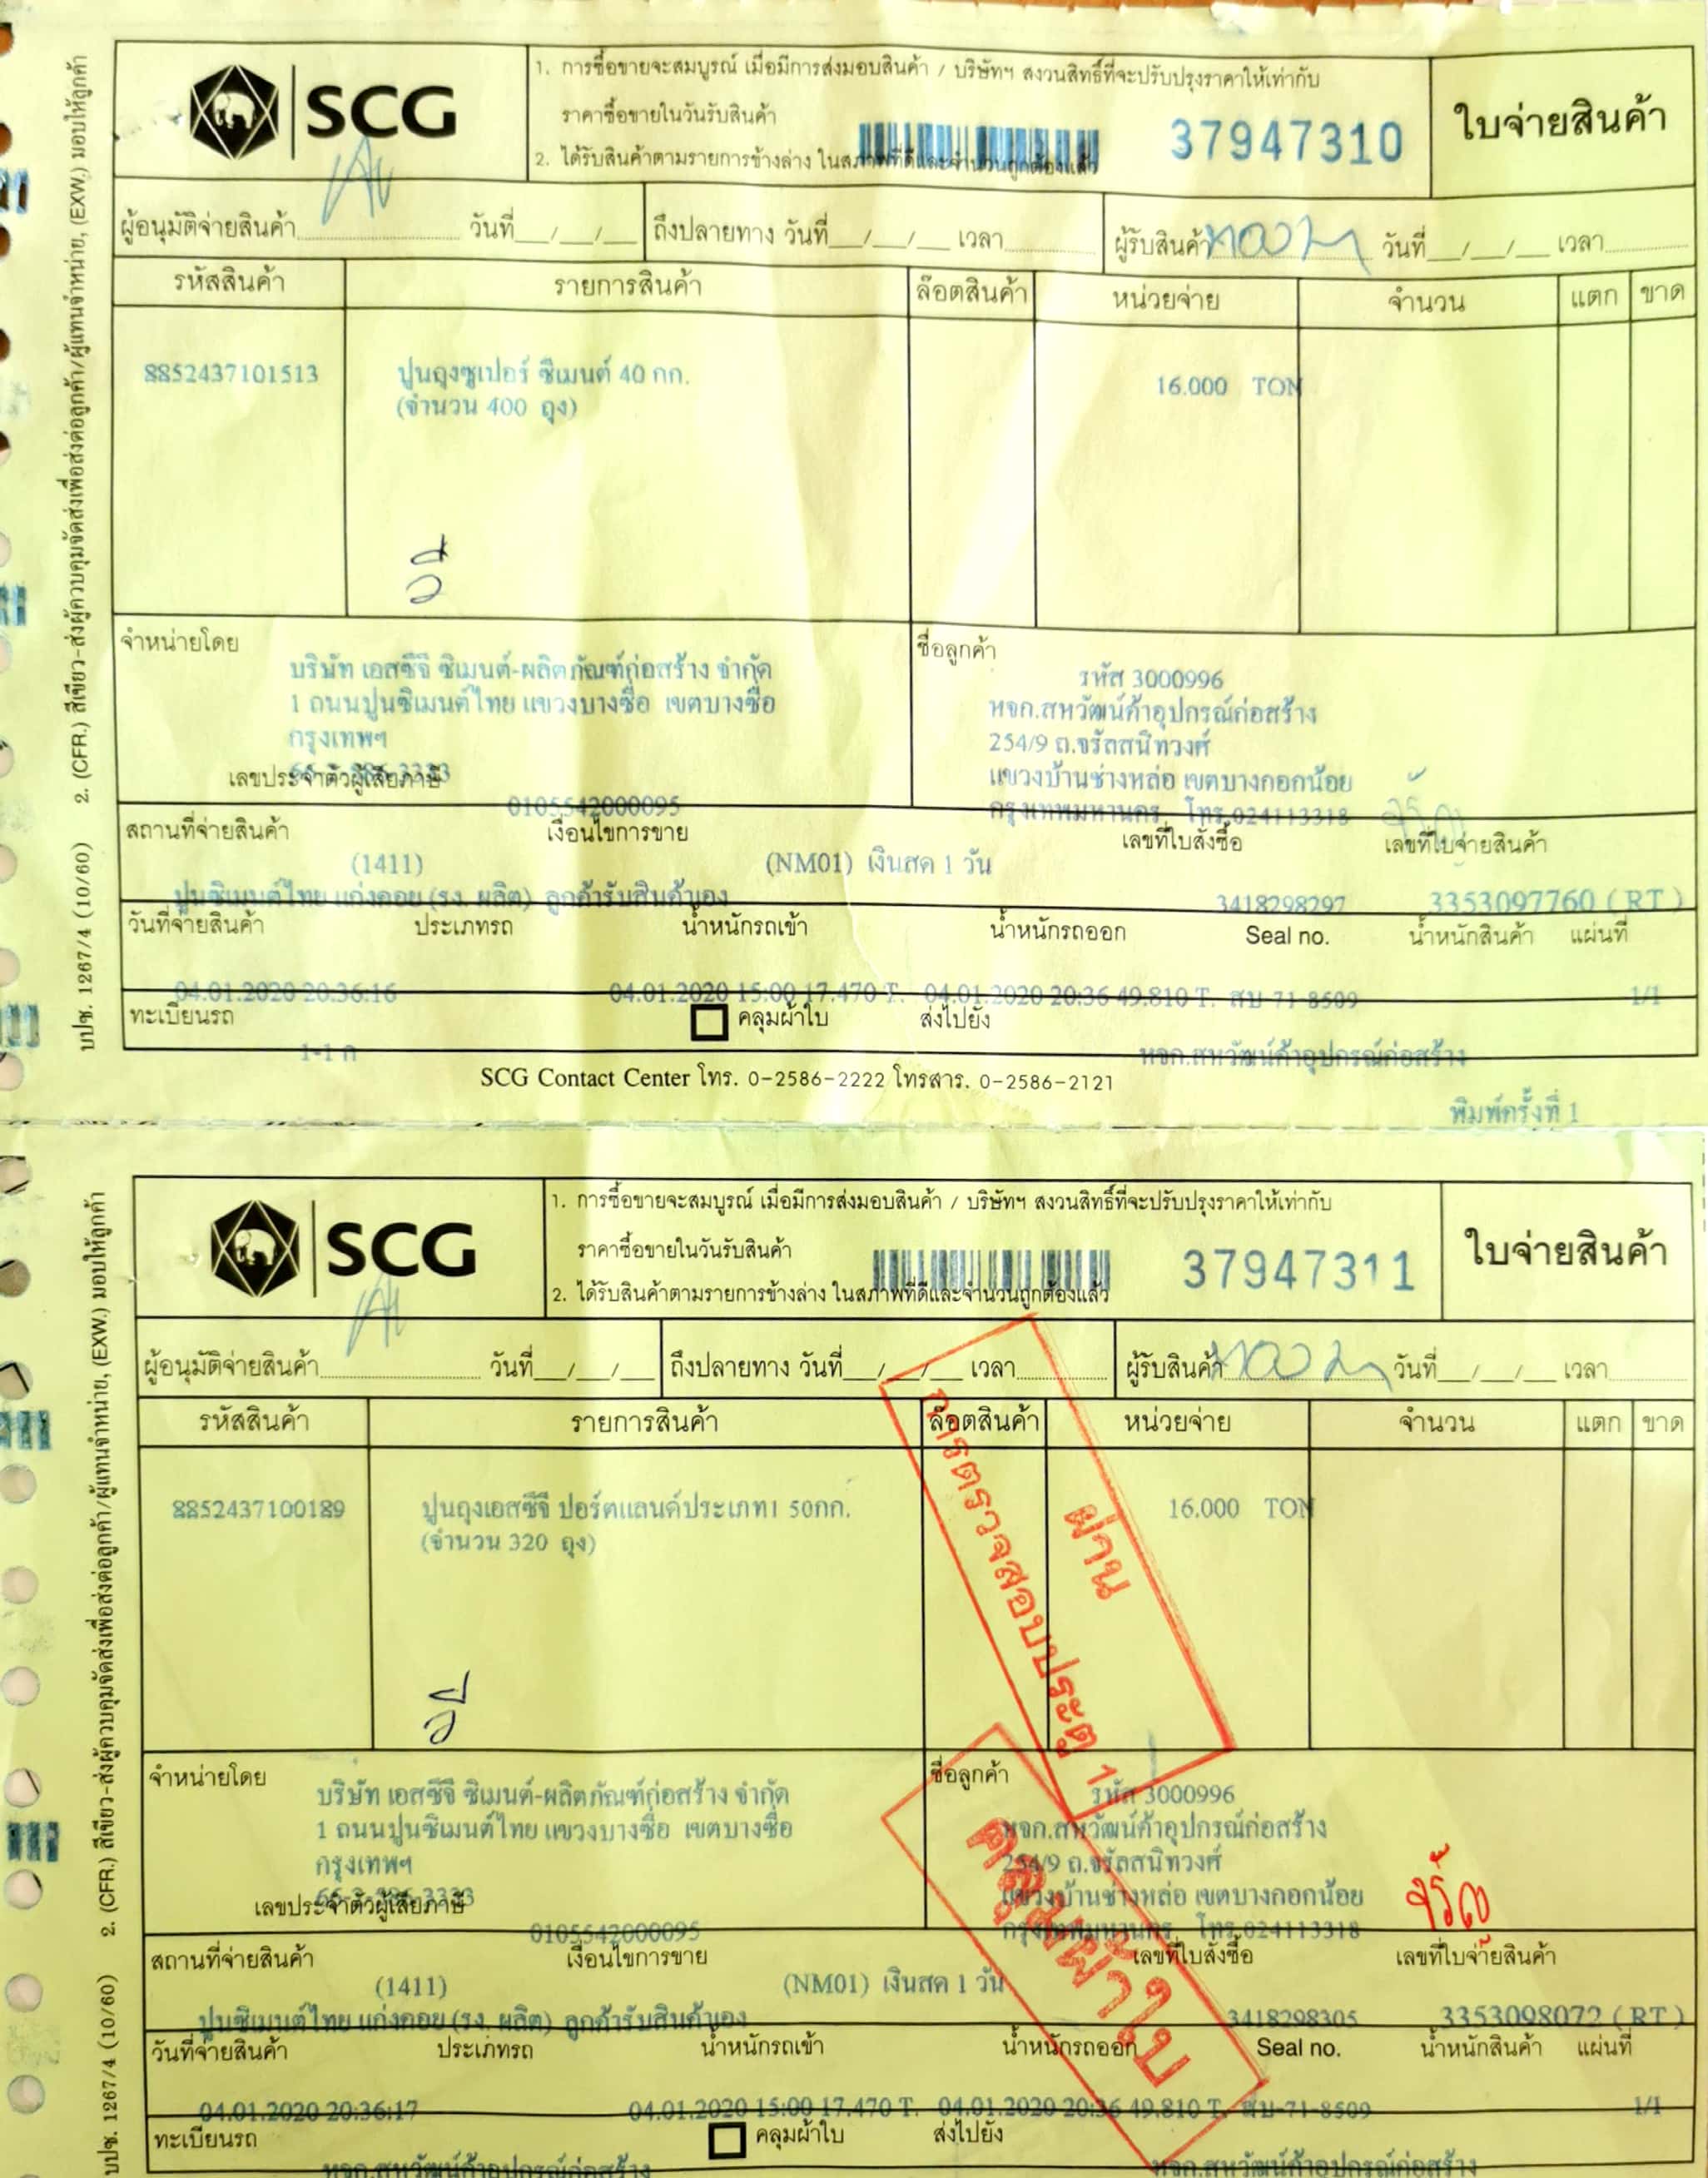 SCG
1. การซื้อขายจะสมบูรณ์ เมื่อมีการส่งมอบสินค้า / บริษัทฯ สงวนสิทธิ์ที่จะปรับปรุงราคาให้เท่ากับ
ราคาซื้อขายในวันรับสินค้า
2. ได้รับสินค้าตามรายการข้างล่าง ในสภาพที่ดีและจำนวนถูกต้องแล้ว
37947310
ใบจ่ายสินค้า
ผู้อนุมัติจ่ายสินค้า วันที่__/__/__ ถึงปลายทาง วันที่__/__/__ เวลา ผู้รับสินค้า วันที่__/__/__ เวลา
รหัสสินค้า รายการสินค้า ล๊อตสินค้า หน่วยจ่าย จำนวน แตก ขาด
8852437101513 ปูนถุงซูเปอร์ ซีเมนต์ 40 กก. 16.000 TON
(จำนวน 400 ถุง)
วี
จำหน่ายโดย ชื่อลูกค้า
บริษัท เอสซีจี ซิเมนต์-ผลิตภัณฑ์ก่อสร้าง จำกัด รหัส 3000996
1 ถนนปูนซิเมนต์ไทย แขวงบางซื่อ เขตบางซื่อ หจก.สหวัฒน์ค้าอุปกรณ์ก่อสร้าง
กรุงเทพฯ 254/9 ถ.จรัลสนิทวงศ์
เลขประจำตัวผู้เสียภาษี แขวงบ้านช่างหล่อ เขตบางกอกน้อย
0105542000095 กรุงเทพมหานคร โทร.024113318
สถานที่จ่ายสินค้า เงื่อนไขการขาย เลขที่ใบสั่งซื้อ เลขที่ใบจ่ายสินค้า
(1411) (NM01) เงินสด 1 วัน
ปูนซิเมนต์ไทย แก่งคอย (รง. ผลิต) ลูกค้ารับสินค้าเอง 3418298297 3353097760 (RT)
วันที่จ่ายสินค้า ประเภทรถ น้ำหนักรถเข้า น้ำหนักรถออก Seal no. น้ำหนักสินค้า แผ่นที่
04.01.2020 20:36:16 04.01.2020 15:00 17.470 T. 04.01.2020 20:36 49.810 T. สบ-71-8509 1/1
ทะเบียนรถ คลุมผ้าใบ ส่งไปยัง
1-1 ก หจก.สหวัฒน์ค้าอุปกรณ์ก่อสร้าง
SCG Contact Center โทร. 0-2586-2222 โทรสาร. 0-2586-2121
พิมพ์ครั้งที่ 1
บปซ. 1267/4 (10/60) 2. (CFR.) สีเขียว-ส่งผู้ควบคุมจัดส่งเพื่อส่งต่อลูกค้า/ผู้แทนจำหน่าย, (EXW.) มอบให้ลูกค้า
SCG
1. การซื้อขายจะสมบูรณ์ เมื่อมีการส่งมอบสินค้า / บริษัทฯ สงวนสิทธิ์ที่จะปรับปรุงราคาให้เท่ากับ
ราคาซื้อขายในวันรับสินค้า
2. ได้รับสินค้าตามรายการข้างล่าง ในสภาพที่ดีและจำนวนถูกต้องแล้ว
37947311
ใบจ่ายสินค้า
ผู้อนุมัติจ่ายสินค้า วันที่__/__/__ ถึงปลายทาง วันที่__/__/__ เวลา ผู้รับสินค้า วันที่__/__/__ เวลา
รหัสสินค้า รายการสินค้า ล๊อตสินค้า หน่วยจ่าย จำนวน แตก ขาด
8852437100189 ปูนถุงเอสซีจี ปอร์ตแลนด์ประเภท1 50กก. 16.000 TON
(จำนวน 320 ถุง)
ผ่าน
การตรวจสอบประตู 1
วี
จำหน่ายโดย ชื่อลูกค้า
บริษัท เอสซีจี ซิเมนต์-ผลิตภัณฑ์ก่อสร้าง จำกัด รหัส 3000996
1 ถนนปูนซิเมนต์ไทย แขวงบางซื่อ เขตบางซื่อ หจก.สหวัฒน์ค้าอุปกรณ์ก่อสร้าง
กรุงเทพฯ 254/9 ถ.จรัลสนิทวงศ์
เลขประจำตัวผู้เสียภาษี แขวงบ้านช่างหล่อ เขตบางกอกน้อย
0105542000095 กรุงเทพมหานคร โทร.024113318
คลุมผ้าใบ
สถานที่จ่ายสินค้า เงื่อนไขการขาย เลขที่ใบสั่งซื้อ เลขที่ใบจ่ายสินค้า
(1411) (NM01) เงินสด 1 วัน
ปูนซิเมนต์ไทย แก่งคอย (รง. ผลิต) ลูกค้ารับสินค้าเอง 3418298305 3353098072 (RT)
วันที่จ่ายสินค้า ประเภทรถ น้ำหนักรถเข้า น้ำหนักรถออก Seal no. น้ำหนักสินค้า แผ่นที่
04.01.2020 20:36:17 04.01.2020 15:00 17.470 T. 04.01.2020 20:36 49.810 T. สบ-71-8509 1/1
ทะเบียนรถ คลุมผ้าใบ ส่งไปยัง
หจก.สหวัฒน์ค้าอุปกรณ์ก่อสร้าง หจก.สหวัฒน์ค้าอุปกรณ์ก่อสร้าง
บปซ. 1267/4 (10/60) 2. (CFR.) สีเขียว-ส่งผู้ควบคุมจัดส่งเพื่อส่งต่อลูกค้า/ผู้แทนจำหน่าย, (EXW.) มอบให้ลูกค้า